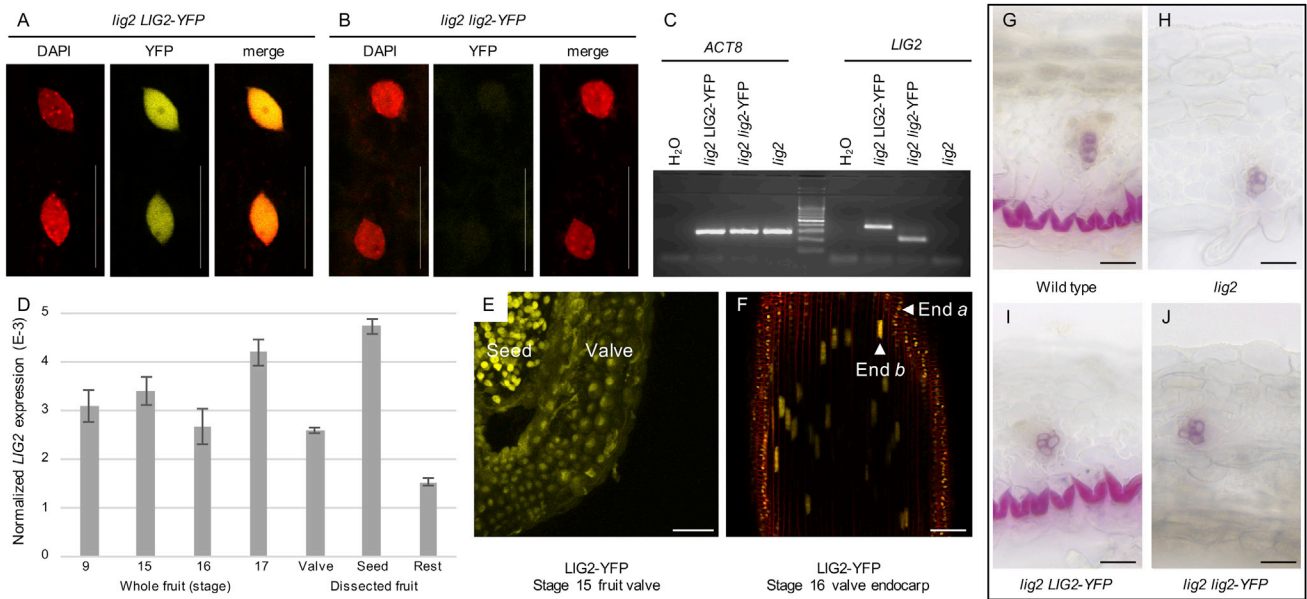 A
lig2 LIG2-YFP
DAPI YFP merge
B
lig2 lig2-YFP
DAPI YFP merge
C
ACT8 LIG2
H2O
lig2 LIG2-YFP
lig2 lig2-YFP
lig2
H2O
lig2 LIG2-YFP
lig2 lig2-YFP
lig2
D
Normalized LIG2 expression (E-3)
5
4
3
2
1
0
9 15 16 17 Valve Seed Rest
Whole fruit (stage) Dissected fruit
E
Seed Valve
LIG2-YFP
Stage 15 fruit valve
F
End a
End b
LIG2-YFP
Stage 16 valve endocarp
G
Wild type
H
lig2
I
lig2 LIG2-YFP
J
lig2 lig2-YFP